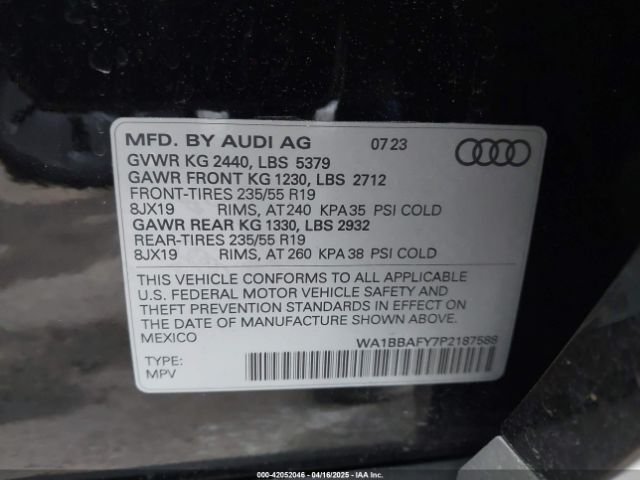 MFD. BY AUDI AG 07 23
GVWR KG 2440, LBS 5379
GAWR FRONT KG 1230, LBS 2712
FRONT-TIRES 235/55 R19
8JX19 RIMS, AT 240 KPA 35 PSI COLD
GAWR REAR KG 1330, LBS 2932
REAR-TIRES 235/55 R19
8JX19 RIMS, AT 260 KPA 38 PSI COLD
THIS VEHICLE CONFORMS TO ALL APPLICABLE
U.S. FEDERAL MOTOR VEHICLE SAFETY AND
THEFT PREVENTION STANDARDS IN EFFECT ON
THE DATE OF MANUFACTURE SHOWN ABOVE.
MEXICO
WA1BBAFY7P2187588
TYPE:
MPV
000-42052046 - 04/16/2025 - IAA Inc.